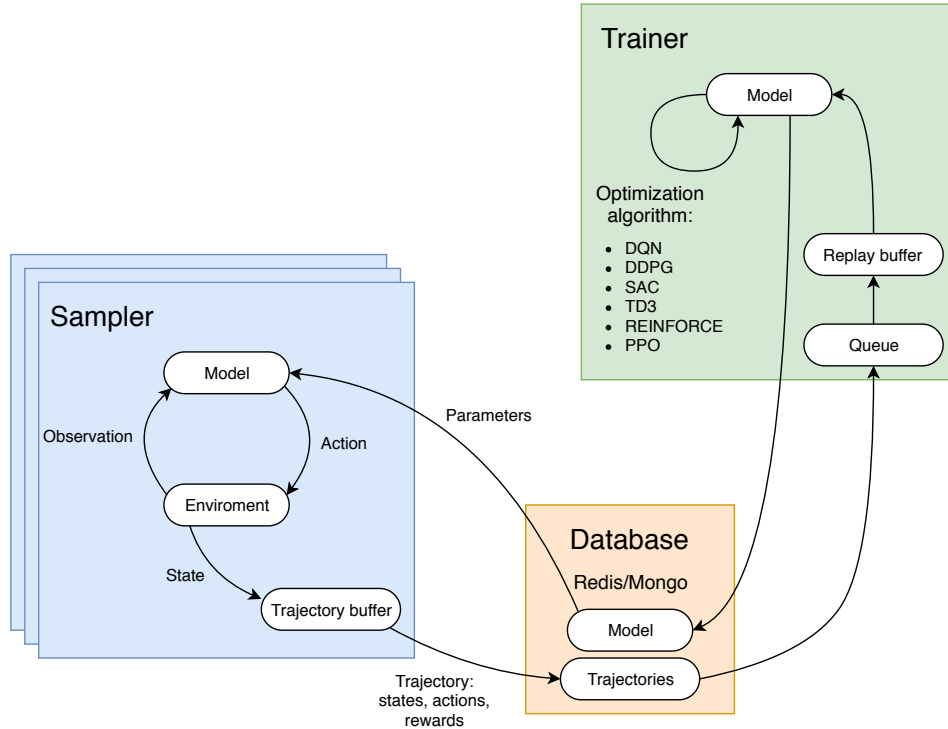 Trainer
Model
Optimization
algorithm:
• DQN
• DDPG
• SAC
• TD3
• REINFORCE
• PPO
Replay buffer
Queue
Sampler
Model
Observation
Action
Enviroment
State
Trajectory buffer
Parameters
Trajectory:
states, actions,
rewards
Database
Redis/Mongo
Model
Trajectories